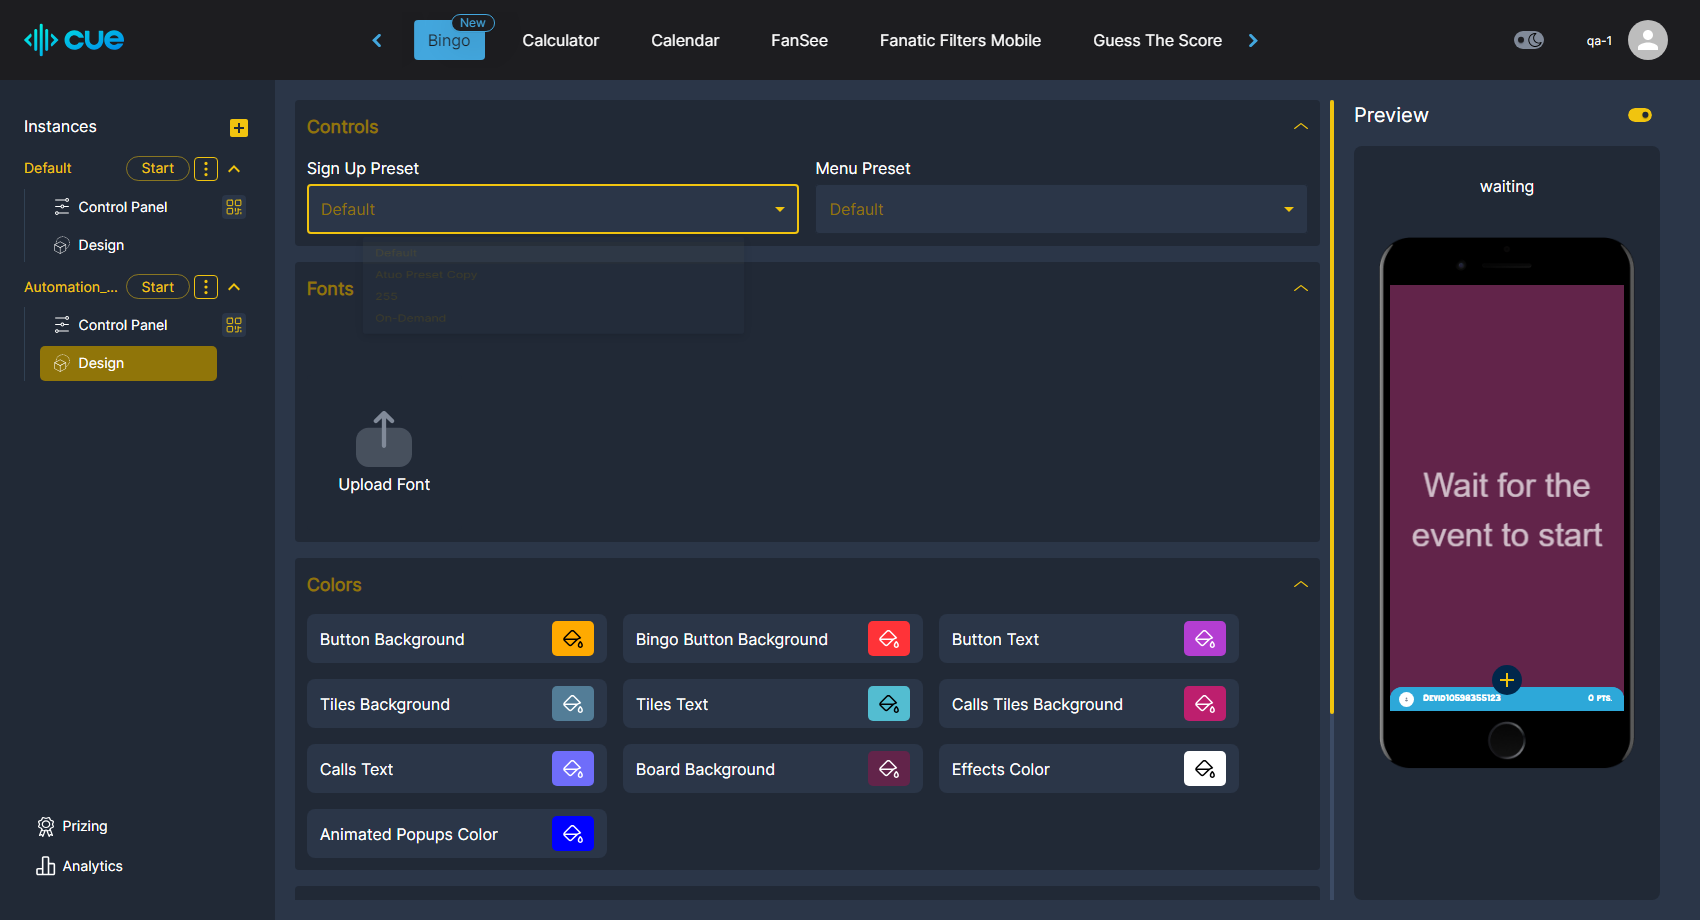 cue
New
Bingo
Calculator
Calendar
FanSee
Fanatic Filters Mobile
Guess The Score
qa-1
Instances
Default
Start
Control Panel
Design
Automation_...
Start
Control Panel
Design
Prizing
Analytics
Controls
Sign Up Preset
Menu Preset
Default
Default
Default
Atuo Preset Copy
255
On-Demand
Fonts
Upload Font
Colors
Button Background
Bingo Button Background
Button Text
Tiles Background
Tiles Text
Calls Tiles Background
Calls Text
Board Background
Effects Color
Animated Popups Color
Preview
waiting
Wait for the
event to start
1
DEVID10598355123
0 PTS.